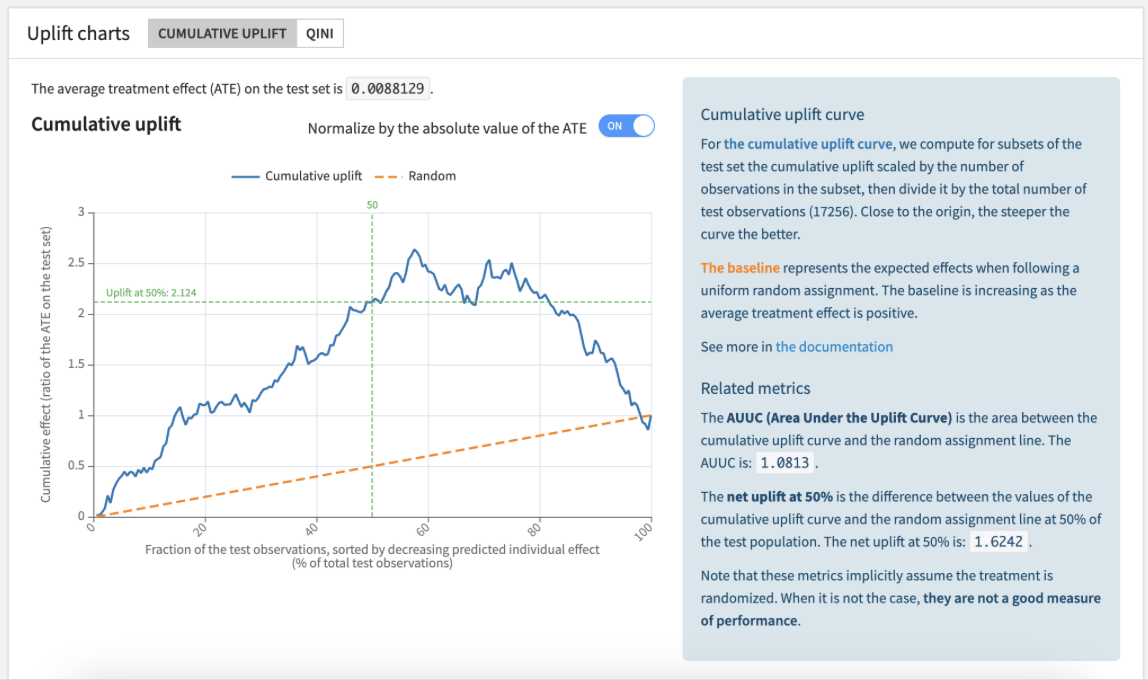 Uplift charts
CUMULATIVE UPLIFT
QINI
The average treatment effect (ATE) on the test set is 0.0088129 .
Cumulative uplift
Normalize by the absolute value of the ATE
ON
Cumulative uplift
Random
50
3
2.5
2
1.5
1
0.5
0
Uplift at 50%: 2.124
Cumulative effect (ratio of the ATE on the test set)
0
20
40
60
80
100
Fraction of the test observations, sorted by decreasing predicted individual effect
(% of total test observations)
Cumulative uplift curve
For the cumulative uplift curve, we compute for subsets of the
test set the cumulative uplift scaled by the number of
observations in the subset, then divide it by the total number of
test observations (17256). Close to the origin, the steeper the
curve the better.
The baseline represents the expected effects when following a
uniform random assignment. The baseline is increasing as the
average treatment effect is positive.
See more in the documentation
Related metrics
The AUUC (Area Under the Uplift Curve) is the area between the
cumulative uplift curve and the random assignment line. The
AUUC is: 1.0813 .
The net uplift at 50% is the difference between the values of the
cumulative uplift curve and the random assignment line at 50% of
the test population. The net uplift at 50% is: 1.6242 .
Note that these metrics implicitly assume the treatment is
randomized. When it is not the case, they are not a good measure
of performance.